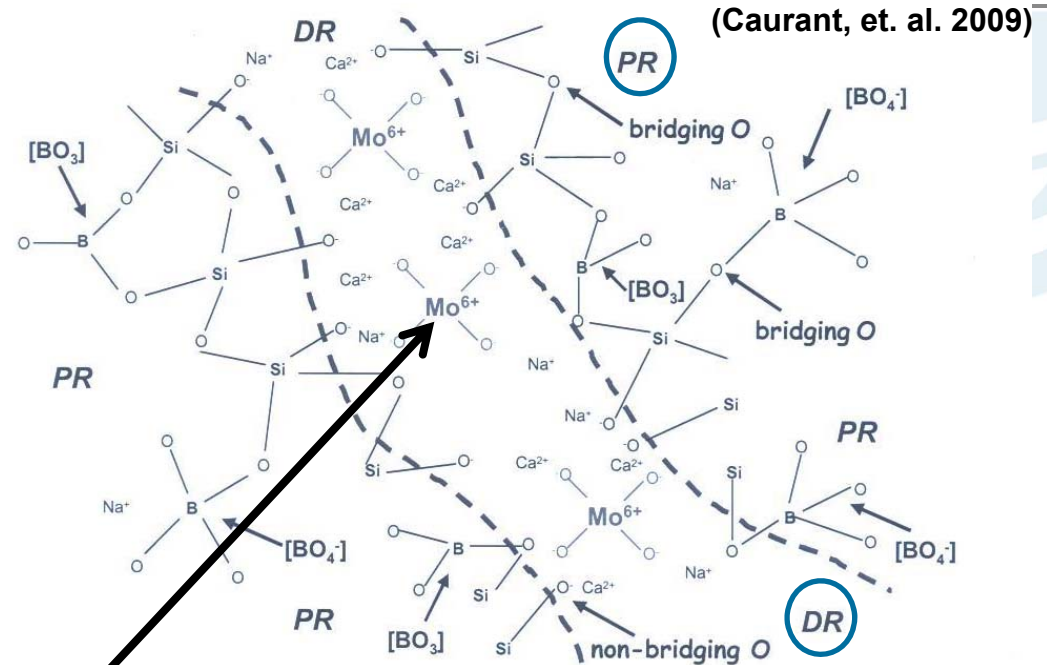 (Caurant, et. al. 2009)
DR
PR
Na⁺
Ca²⁺
-O
Si
O
O-
bridging O
[BO₄⁻]
-O
O-
Mo⁶⁺
-O
O-
[BO₃]
Si
Ca²⁺
Si
O
Na⁺
O
O
B
O
Ca²⁺
-O
O
B
O
O
B
O-
Ca²⁺
O
O
O
O
Si
Ca²⁺
-O
O-
B
[BO₃]
Mo⁶⁺
O
bridging O
O
O-
Na⁺
-O
O
Si
PR
Si
O
Na⁺
Na⁺
-O
Si
PR
O
O
Si
O-
Ca²⁺
Ca²⁺
-O
Si
O
O
Na⁺
B
O
-O
O-
Mo⁶⁺
B
[BO₄⁻]
O
O
[BO₄⁻]
O
B
O
-O
O-
O
O
Na⁺
O
Si
O- Ca²⁺
PR
[BO₃]
Si
non-bridging O
DR